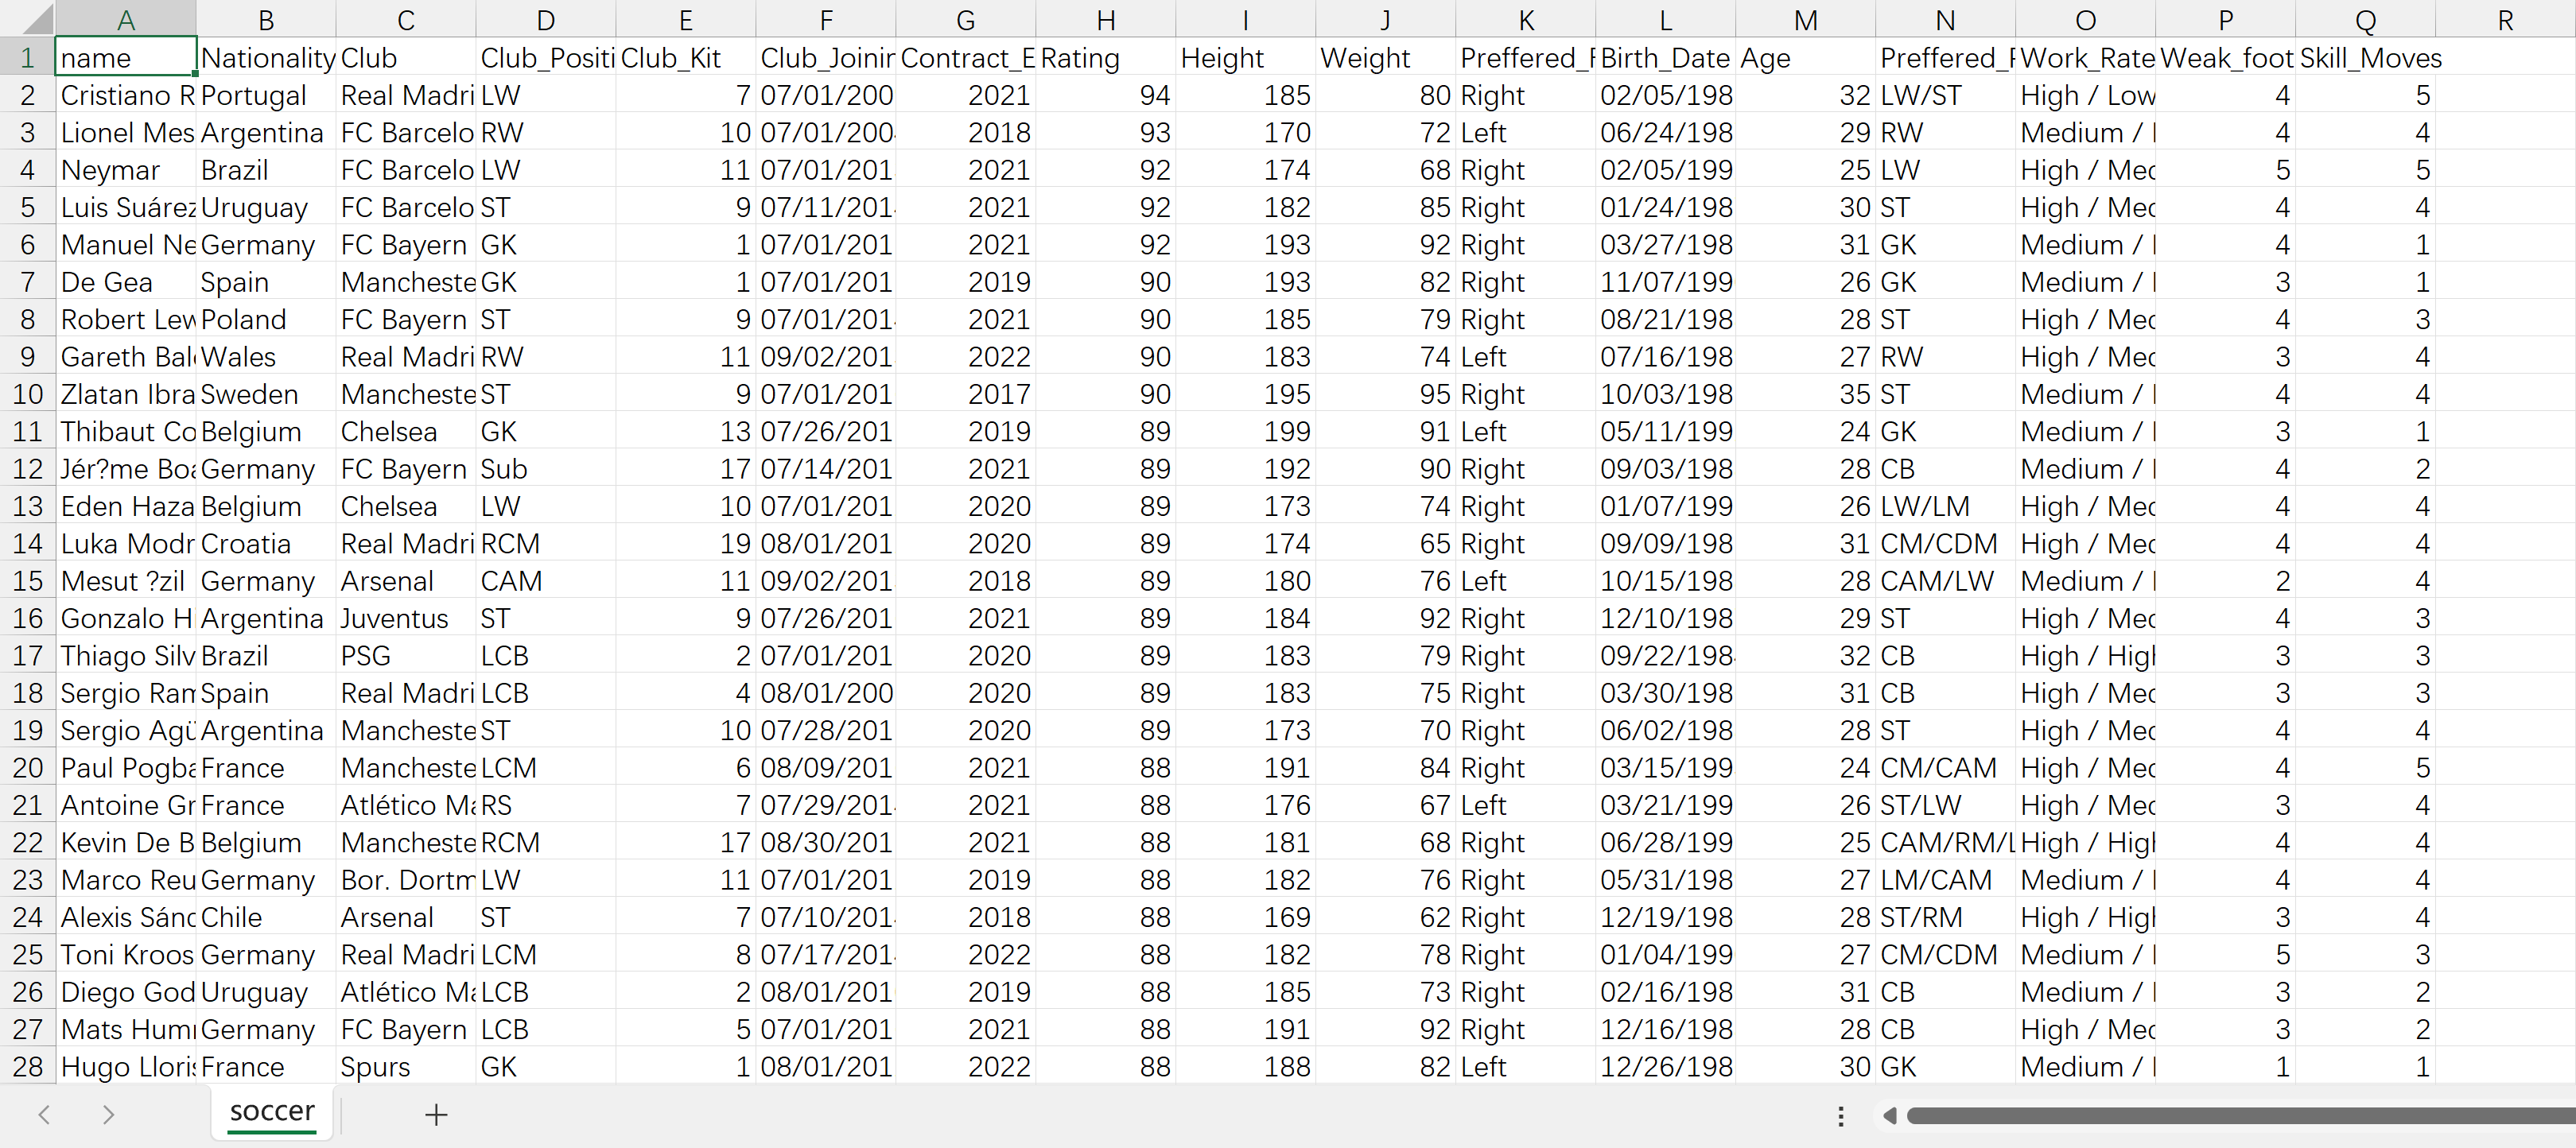 A B C D E F G H I J K L M N O P Q R
1 name Nationality Club Club_Positi Club_Kit Club_Joinin Contract_E Rating Height Weight Preffered_F Birth_Date Age Preffered_F Work_Rate Weak_foot Skill_Moves
2 Cristiano R Portugal Real Madri LW 7 07/01/200 2021 94 185 80 Right 02/05/198 32 LW/ST High / Low 4 5
3 Lionel Mes Argentina FC Barcelo RW 10 07/01/200 2018 93 170 72 Left 06/24/198 29 RW Medium / 4 4
4 Neymar Brazil FC Barcelo LW 11 07/01/201 2021 92 174 68 Right 02/05/199 25 LW High / Med 5 5
5 Luis Suárez Uruguay FC Barcelo ST 9 07/11/201 2021 92 182 85 Right 01/24/198 30 ST High / Med 4 4
6 Manuel Ne Germany FC Bayern GK 1 07/01/201 2021 92 193 92 Right 03/27/198 31 GK Medium / 4 1
7 De Gea Spain Mancheste GK 1 07/01/201 2019 90 193 82 Right 11/07/199 26 GK Medium / 3 1
8 Robert Lew Poland FC Bayern ST 9 07/01/201 2021 90 185 79 Right 08/21/198 28 ST High / Med 4 3
9 Gareth Bal Wales Real Madri RW 11 09/02/201 2022 90 183 74 Left 07/16/198 27 RW High / Med 3 4
10 Zlatan Ibra Sweden Mancheste ST 9 07/01/201 2017 90 195 95 Right 10/03/198 35 ST Medium / 4 4
11 Thibaut Co Belgium Chelsea GK 13 07/26/201 2019 89 199 91 Left 05/11/199 24 GK Medium / 3 1
12 Jér?me Boa Germany FC Bayern Sub 17 07/14/201 2021 89 192 90 Right 09/03/198 28 CB Medium / 4 2
13 Eden Haza Belgium Chelsea LW 10 07/01/201 2020 89 173 74 Right 01/07/199 26 LW/LM High / Med 4 4
14 Luka Modr Croatia Real Madri RCM 19 08/01/201 2020 89 174 65 Right 09/09/198 31 CM/CDM High / Med 4 4
15 Mesut ?zil Germany Arsenal CAM 11 09/02/201 2018 89 180 76 Left 10/15/198 28 CAM/LW Medium / 2 4
16 Gonzalo H Argentina Juventus ST 9 07/26/201 2021 89 184 92 Right 12/10/198 29 ST High / Med 4 3
17 Thiago Silv Brazil PSG LCB 2 07/01/201 2020 89 183 79 Right 09/22/198 32 CB High / High 3 3
18 Sergio Ram Spain Real Madri LCB 4 08/01/200 2020 89 183 75 Right 03/30/198 31 CB High / Med 3 3
19 Sergio Agü Argentina Mancheste ST 10 07/28/201 2020 89 173 70 Right 06/02/198 28 ST High / Med 4 4
20 Paul Pogba France Mancheste LCM 6 08/09/201 2021 88 191 84 Right 03/15/199 24 CM/CAM High / Med 4 5
21 Antoine Gr France Atlético Ma RS 7 07/29/201 2021 88 176 67 Left 03/21/199 26 ST/LW High / Med 3 4
22 Kevin De B Belgium Mancheste RCM 17 08/30/201 2021 88 181 68 Right 06/28/199 25 CAM/RM/L High / High 4 4
23 Marco Reu Germany Bor. Dortm LW 11 07/01/201 2019 88 182 76 Right 05/31/198 27 LM/CAM Medium / 4 4
24 Alexis Sánc Chile Arsenal ST 7 07/10/201 2018 88 169 62 Right 12/19/198 28 ST/RM High / High 3 4
25 Toni Kroos Germany Real Madri LCM 8 07/17/201 2022 88 182 78 Right 01/04/199 27 CM/CDM Medium / 5 3
26 Diego God Uruguay Atlético Ma LCB 2 08/01/201 2019 88 185 73 Right 02/16/198 31 CB Medium / 3 2
27 Mats Humm Germany FC Bayern LCB 5 07/01/201 2021 88 191 92 Right 12/16/198 28 CB High / Med 3 2
28 Hugo Lloris France Spurs GK 1 08/01/201 2022 88 188 82 Left 12/26/198 30 GK Medium / 1 1
soccer